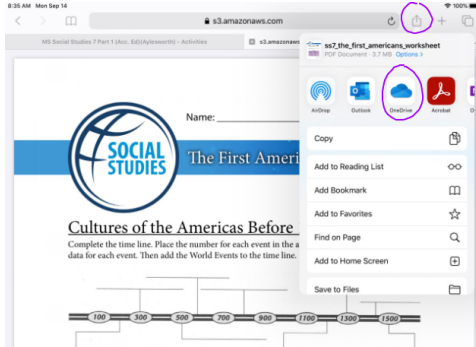 8:35 AM Mon Sep 14
100%
s3.amazonaws.com
MS Social Studies 7 Part 1 (Acc. Ed)(Aylesworth) - Activities
s3.amazonaws
ss7_the_first_americans_worksheet
PDF Document · 3.7 MB Options >
AirDrop
Outlook
OneDrive
Acrobat
Copy
Add to Reading List
Add Bookmark
Add to Favorites
Find on Page
Add to Home Screen
Save to Files
Name:
SOCIAL
STUDIES
The First Ameri
Cultures of the Americas Before
Complete the time line. Place the number for each event in the a
data for each event. Then add the World Events to the time line.
100 300 500 700 900 1100 1300 1500